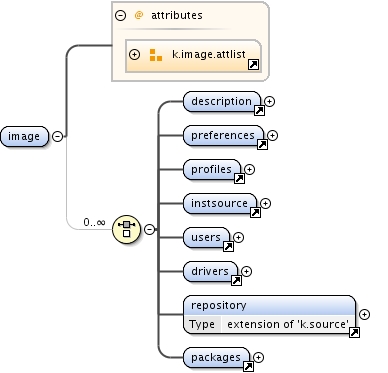 @ attributes
k.image.attlist
image
description
preferences
profiles
0..∞
instsource
users
drivers
repository
Type extension of 'k.source'
packages